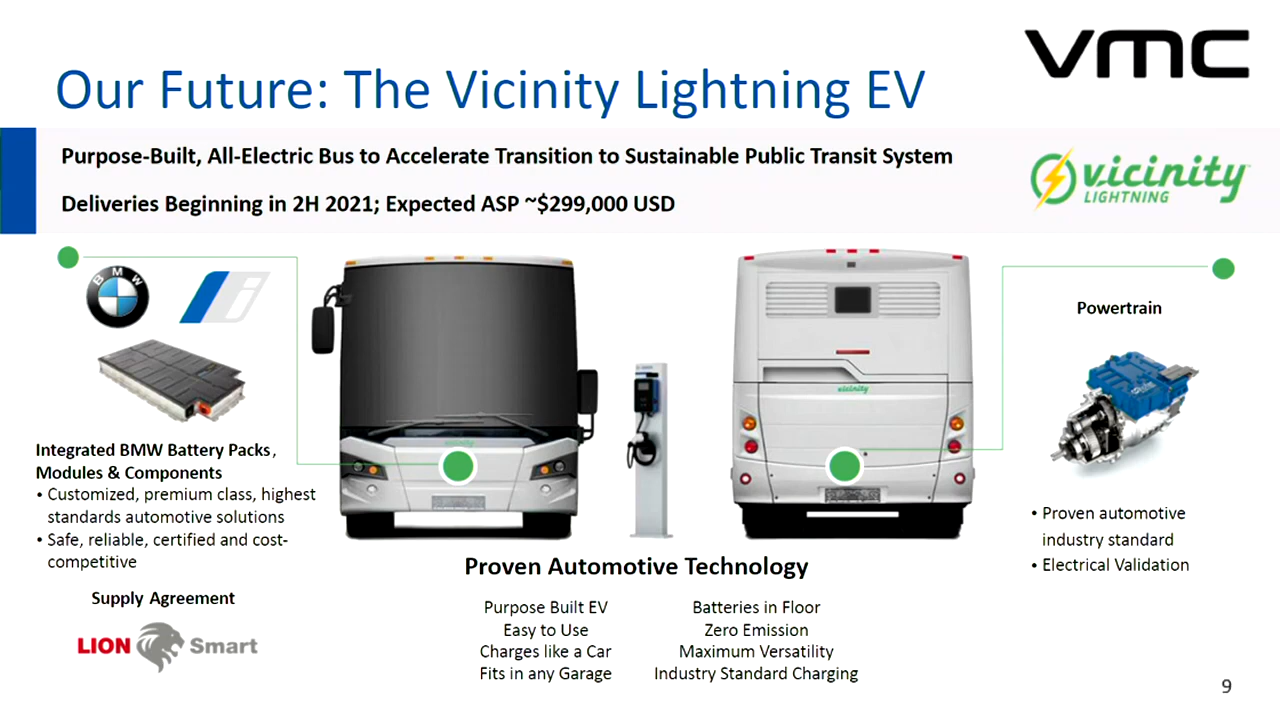 VMC
Our Future: The Vicinity Lightning EV
Purpose-Built, All-Electric Bus to Accelerate Transition to Sustainable Public Transit System
Deliveries Beginning in 2H 2021; Expected ASP ~$299,000 USD
vicinity
LIGHTNING
BMW
i
Integrated BMW Battery Packs,
Modules & Components
• Customized, premium class, highest
standards automotive solutions
• Safe, reliable, certified and cost-
competitive
Supply Agreement
LION Smart
vicinity
vicinity
Powertrain
• Proven automotive
industry standard
• Electrical Validation
Proven Automotive Technology
Purpose Built EV
Easy to Use
Charges like a Car
Fits in any Garage
Batteries in Floor
Zero Emission
Maximum Versatility
Industry Standard Charging
9